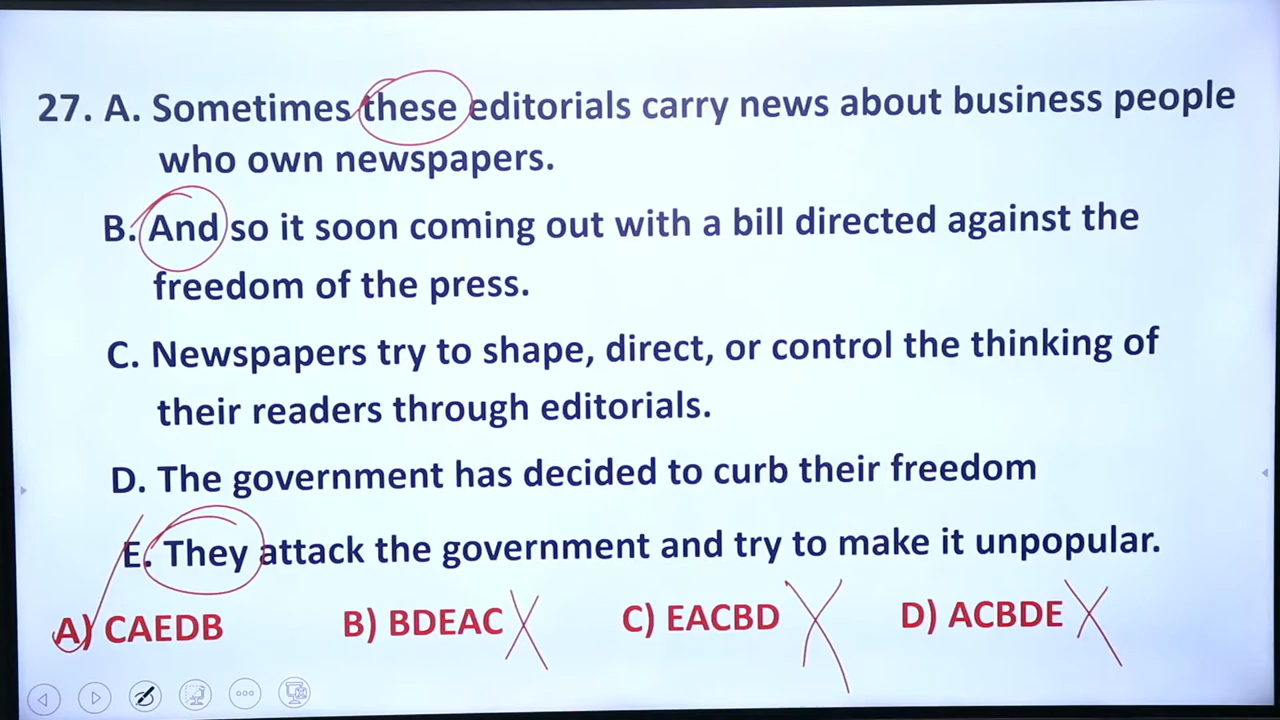 27. A. Sometimes these editorials carry news about business people
who own newspapers.
B. And so it soon coming out with a bill directed against the
freedom of the press.
C. Newspapers try to shape, direct, or control the thinking of
their readers through editorials.
D. The government has decided to curb their freedom
E. They attack the government and try to make it unpopular.
A) CAEDB B) BDEAC C) EACBD D) ACBDE